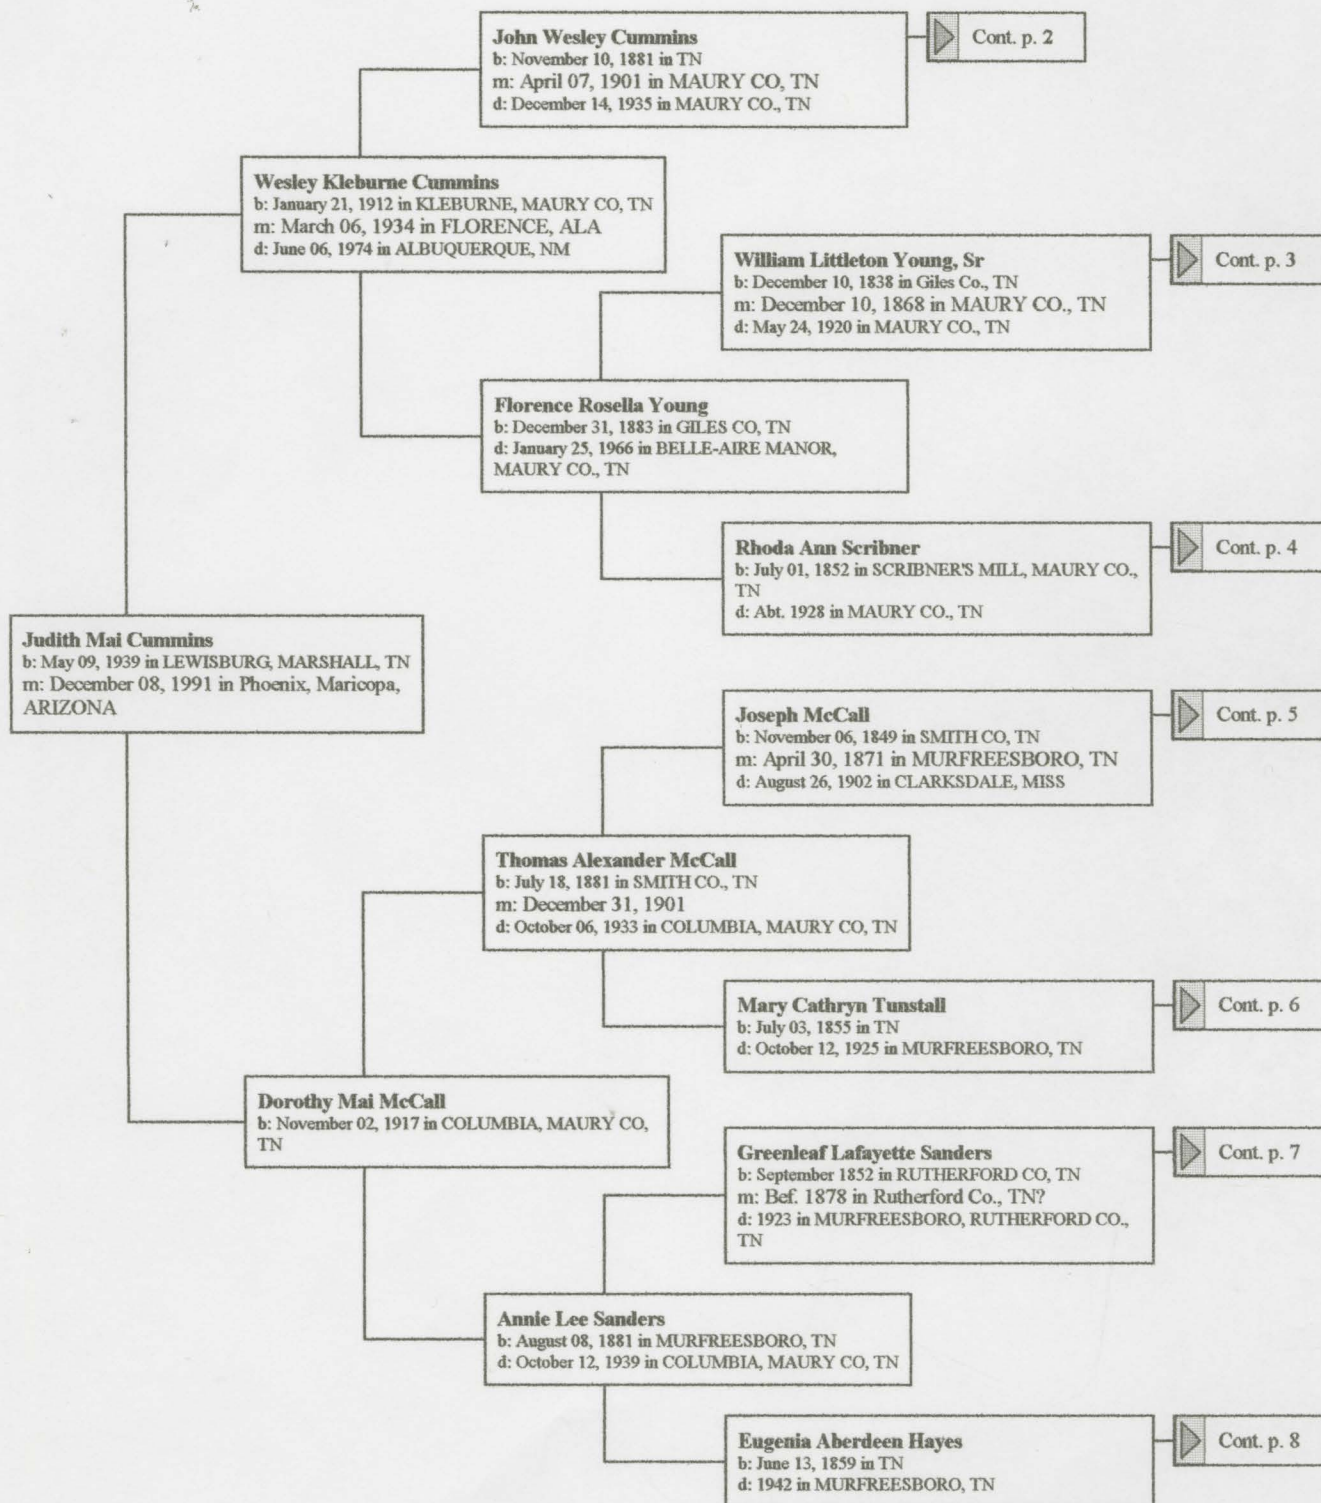 John Wesley Cummins
b: November 10, 1881 in TN
m: April 07, 1901 in MAURY CO, TN
d: December 14, 1935 in MAURY CO., TN
Cont. p. 2
Wesley Kleburne Cummins
b: January 21, 1912 in KLEBURNE, MAURY CO, TN
m: March 06, 1934 in FLORENCE, ALA
d: June 06, 1974 in ALBUQUERQUE, NM
William Littleton Young, Sr
b: December 10, 1838 in Giles Co., TN
m: December 10, 1868 in MAURY CO., TN
d: May 24, 1920 in MAURY CO., TN
Cont. p. 3
Florence Rosella Young
b: December 31, 1883 in GILES CO, TN
d: January 25, 1966 in BELLE-AIRE MANOR,
MAURY CO., TN
Rhoda Ann Scribner
b: July 01, 1852 in SCRIBNER'S MILL, MAURY CO.,
TN
d: Abt. 1928 in MAURY CO., TN
Cont. p. 4
Judith Mai Cummins
b: May 09, 1939 in LEWISBURG, MARSHALL, TN
m: December 08, 1991 in Phoenix, Maricopa,
ARIZONA
Joseph McCall
b: November 06, 1849 in SMITH CO, TN
m: April 30, 1871 in MURFREESBORO, TN
d: August 26, 1902 in CLARKSDALE, MISS
Cont. p. 5
Thomas Alexander McCall
b: July 18, 1881 in SMITH CO., TN
m: December 31, 1901
d: October 06, 1933 in COLUMBIA, MAURY CO, TN
Mary Cathryn Tunstall
b: July 03, 1855 in TN
d: October 12, 1925 in MURFREESBORO, TN
Cont. p. 6
Dorothy Mai McCall
b: November 02, 1917 in COLUMBIA, MAURY CO,
TN
Greenleaf Lafayette Sanders
b: September 1852 in RUTHERFORD CO, TN
m: Bef. 1878 in Rutherford Co., TN?
d: 1923 in MURFREESBORO, RUTHERFORD CO.,
TN
Cont. p. 7
Annie Lee Sanders
b: August 08, 1881 in MURFREESBORO, TN
d: October 12, 1939 in COLUMBIA, MAURY CO, TN
Eugenia Aberdeen Hayes
b: June 13, 1859 in TN
d: 1942 in MURFREESBORO, TN
Cont. p. 8